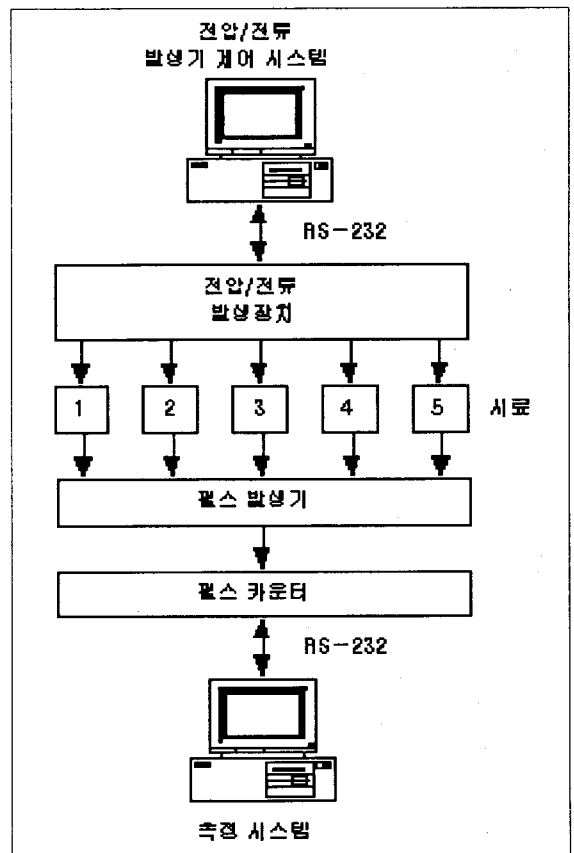 전압/전류
발생기 제어 시스템
RS-232
전압/전류
발생장치
1 2 3 4 5 시료
펄스 발생기
펄스 카운터
RS-232
측정 시스템